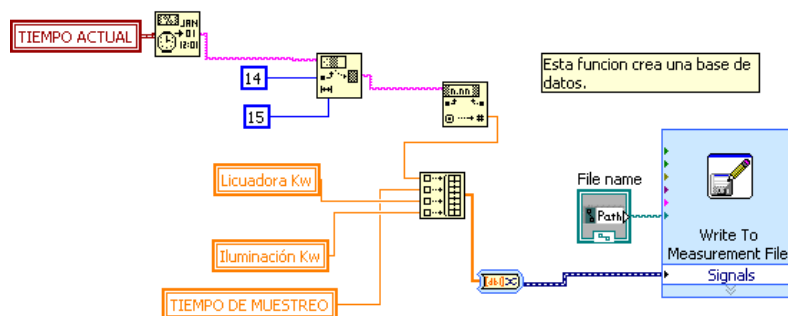 TIEMPO ACTUAL
JAN
01
12:01
14
15
n.nn
Esta funcion crea una base de
datos.
Licuadora Kw
Iluminación Kw
TIEMPO DE MUESTREO
File name
Path
Write To
Measurement File
Signals